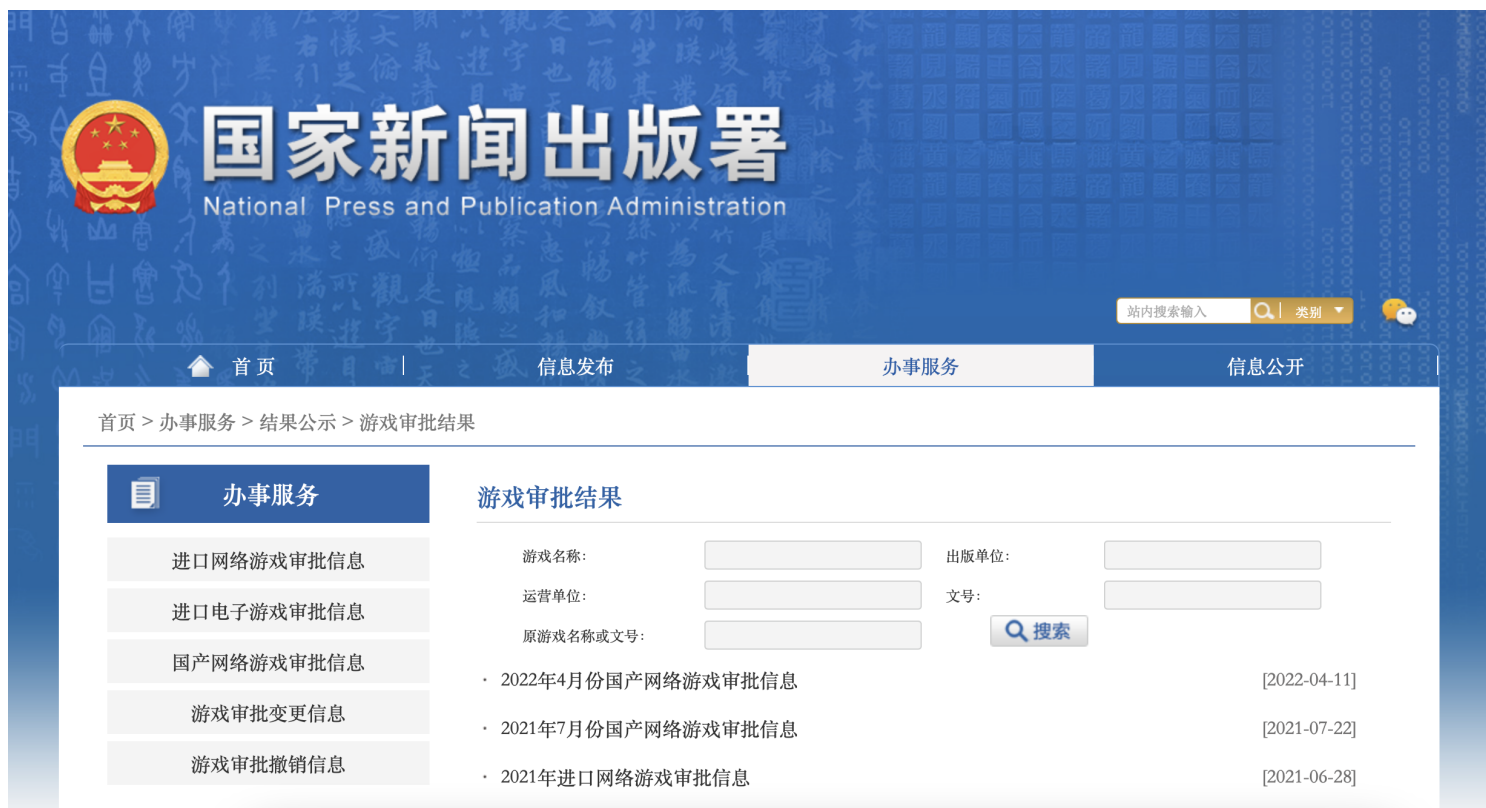 国家新闻出版署
National Press and Publication Administration
站内搜索输入 类别
首 页 信息发布 办事服务 信息公开
首页 > 办事服务 > 结果公示 > 游戏审批结果
办事服务
进口网络游戏审批信息
进口电子游戏审批信息
国产网络游戏审批信息
游戏审批变更信息
游戏审批撤销信息
游戏审批结果
游戏名称: 出版单位:
运营单位: 文号:
原游戏名称或文号: 搜索
· 2022年4月份国产网络游戏审批信息 [2022-04-11]
· 2021年7月份国产网络游戏审批信息 [2021-07-22]
· 2021年进口网络游戏审批信息 [2021-06-28]